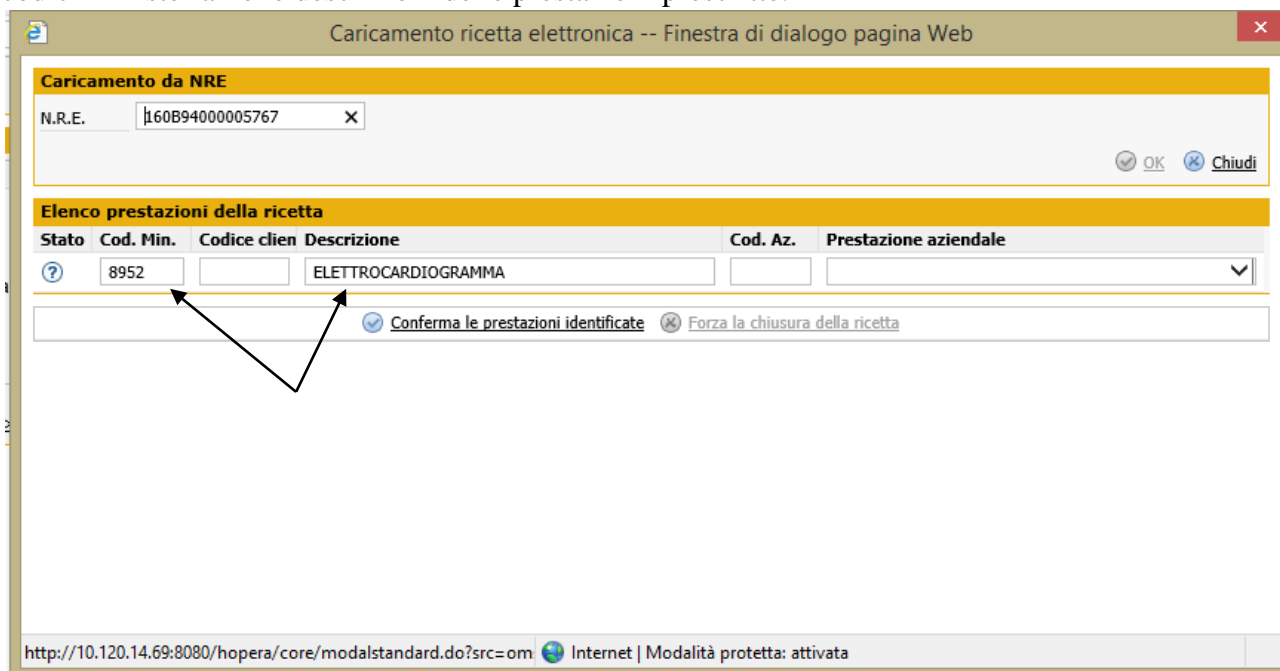 Caricamento ricetta elettronica -- Finestra di dialogo pagina Web
Caricamento da NRE
N.R.E. 160B94000005767
OK Chiudi
Elenco prestazioni della ricetta
Stato Cod. Min. Codice clien Descrizione Cod. Az. Prestazione aziendale
8952 ELETTROCARDIOGRAMMA
Conferma le prestazioni identificate Forza la chiusura della ricetta
http://10.120.14.69:8080/hopera/core/modalstandard.do?src=om Internet | Modalità protetta: attivata